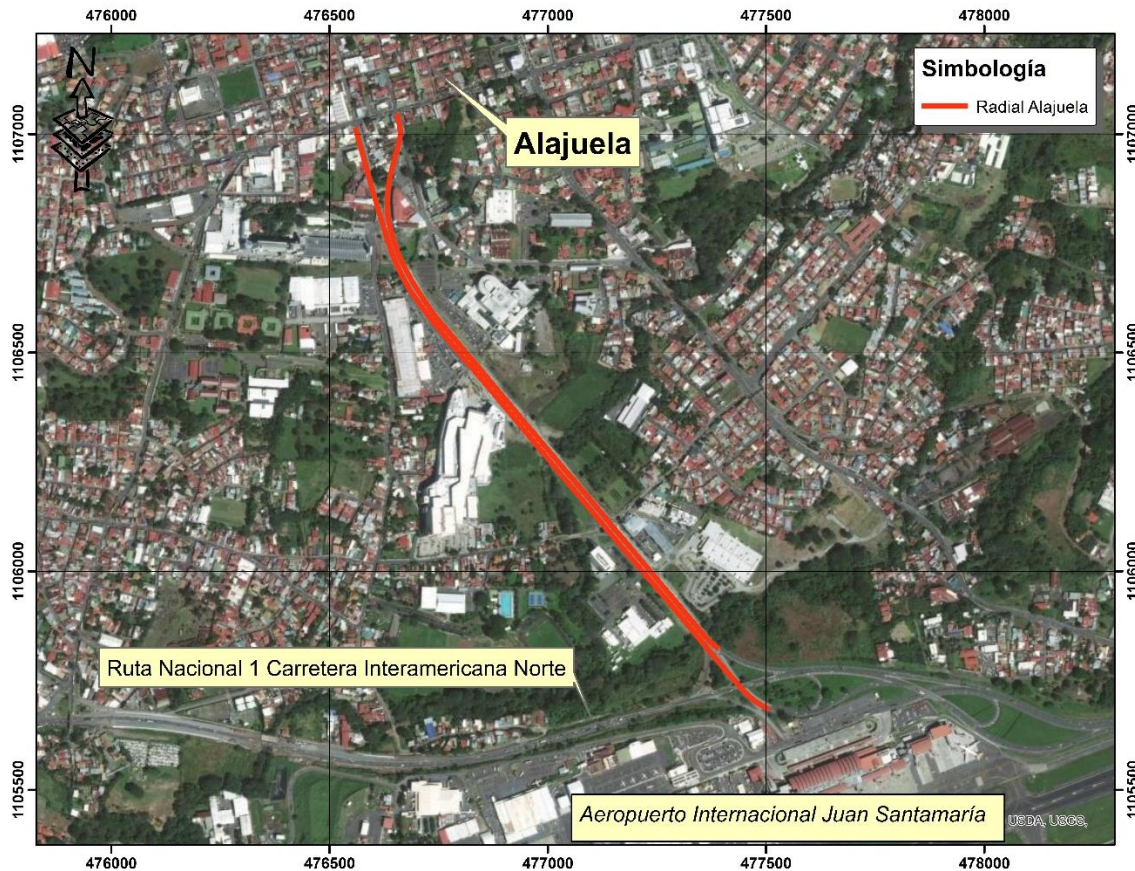 476000 476500 477000 477500 478000
N
Simbología
Radial Alajuela
1107000 1107000
Alajuela
1106500 1106500
1106000 1106000
Ruta Nacional 1 Carretera Interamericana Norte
1105500 1105500
Aeropuerto Internacional Juan Santamaría
USDA, USGS,
476000 476500 477000 477500 478000